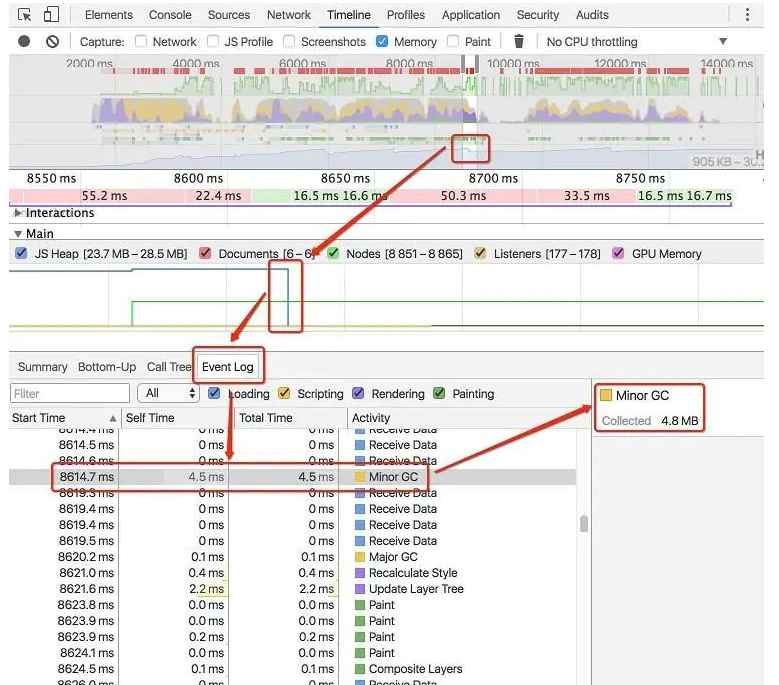 Elements Console Sources Network Timeline Profiles Application Security Audits
Capture: Network JS Profile Screenshots Memory Paint No CPU throttling
2000 ms 4000 ms 6000 ms 8000 ms 10000 ms 12000 ms 14000 ms
H
905 KB – 30.
8550 ms 8600 ms 8650 ms 8700 ms 8750 ms
55.2 ms 22.4 ms 16.5 ms 16.6 ms 50.3 ms 33.5 ms 16.5 ms 16.7 ms
Interactions
Main
JS Heap [23.7 MB – 28.5 MB] Documents [6 – 6] Nodes [8 851 – 8 865] Listeners [177 – 178] GPU Memory
Summary Bottom-Up Call Tree Event Log
Filter All Loading Scripting Rendering Painting
Start Time Self Time Total Time Activity
8614.4 ms 0 ms 0 ms Receive Data
8614.5 ms 0 ms 0 ms Receive Data
8614.6 ms 0 ms 0 ms Receive Data
8614.7 ms 4.5 ms 4.5 ms Minor GC
8619.3 ms 0 ms 0 ms Receive Data
8619.4 ms 0 ms 0 ms Receive Data
8619.4 ms 0 ms 0 ms Receive Data
8619.5 ms 0 ms 0 ms Receive Data
8620.2 ms 0.1 ms 0.1 ms Major GC
8621.0 ms 0.4 ms 0.4 ms Recalculate Style
8621.6 ms 2.2 ms 2.2 ms Update Layer Tree
8623.8 ms 0.0 ms 0.0 ms Paint
8623.9 ms 0.0 ms 0.0 ms Paint
8623.9 ms 0.2 ms 0.2 ms Paint
8624.1 ms 0.0 ms 0.0 ms Paint
8624.5 ms 0.1 ms 0.1 ms Composite Layers
8626.0 ms 0 ms 0 ms Receive Data
Minor GC
Collected 4.8 MB